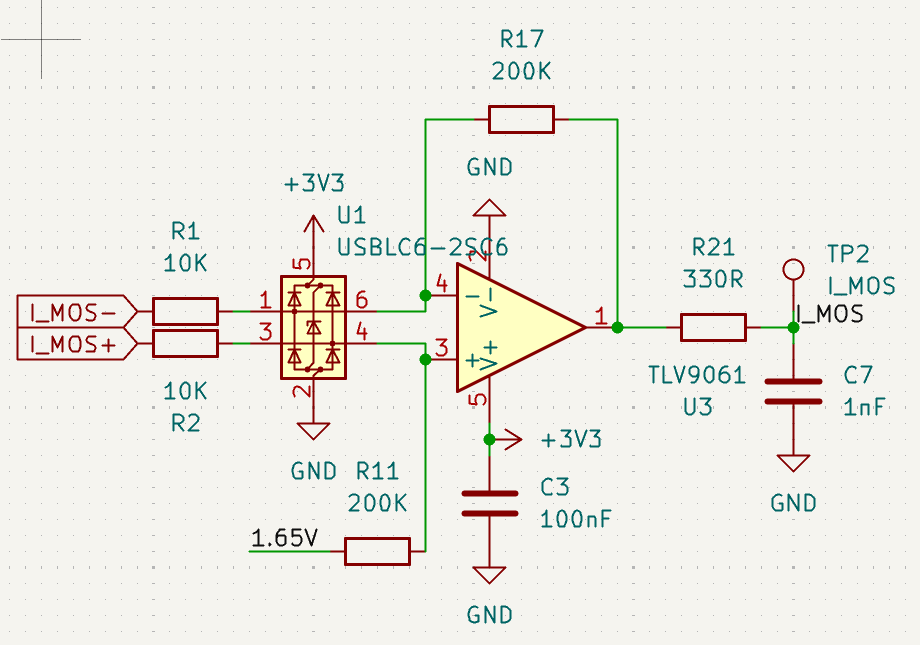 R17
200K
GND
+3V3
U1
USBLC6-2SC6
R1
10K
5
2
V-
R21
330R
TP2
I_MOS
I_MOS-
1
6
4
-
1
I_MOS
I_MOS+
3
4
3
+
V+
10K
R2
2
5
TLV9061
U3
C7
1nF
+3V3
GND
R11
200K
C3
100nF
GND
1.65V
GND